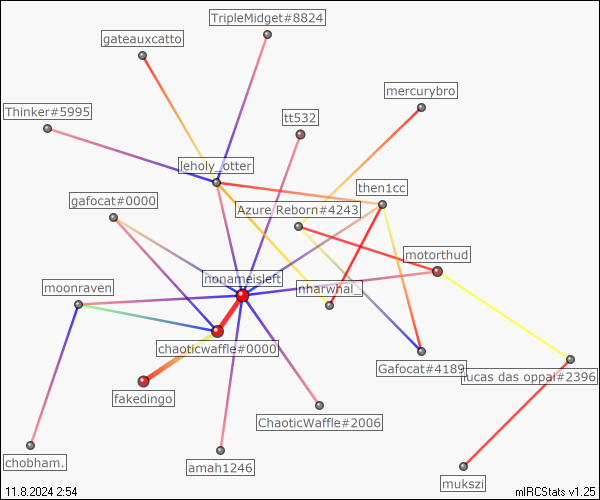 TripleMidget#8824
gateauxcatto
mercurybro
Thinker#5995
tt532
leholy_otter
then1cc
gafocat#0000
Azure Reborn#4243
motorthud
nonameisleft
moonraven
nharwhal_
chaoticwaffle#0000
Gafocat#4189
lucas das oppai#2396
fakedingo
ChaoticWaffle#2006
chobham.
amah1246
mukszi
11.8.2024 2:54
mIRCStats v1.25